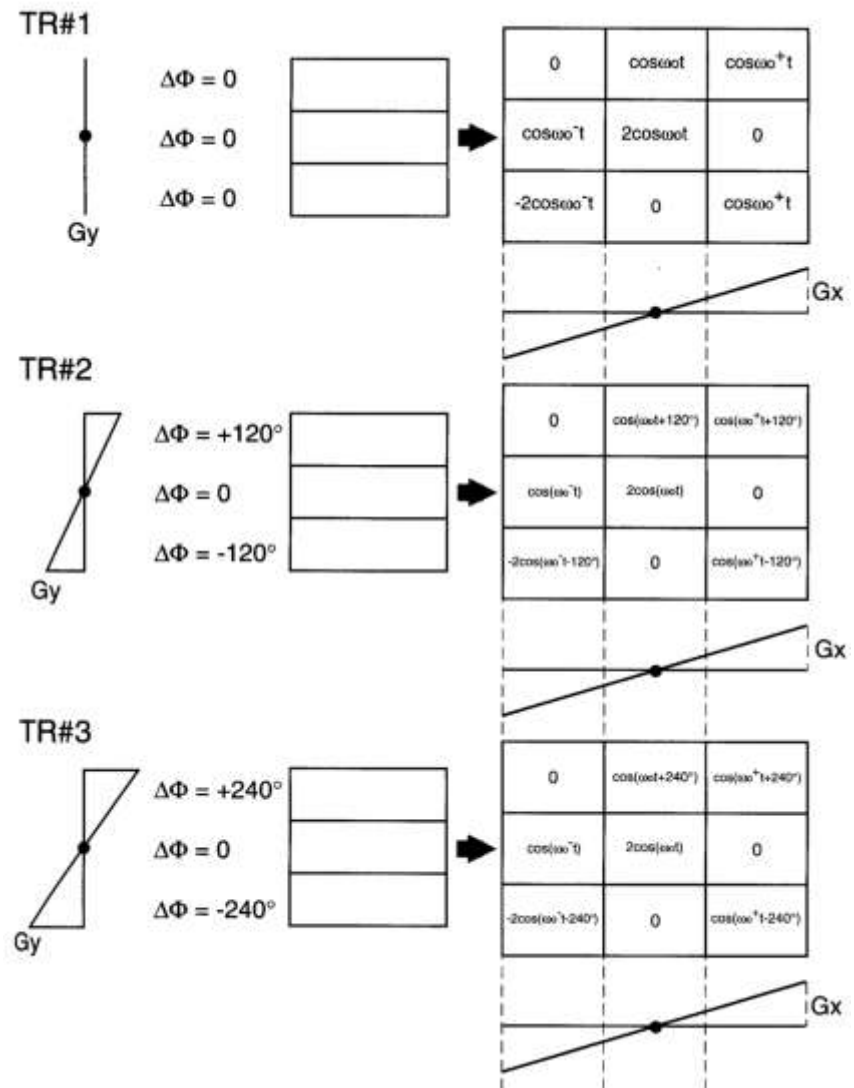 TR#1
ΔΦ = 0
ΔΦ = 0
ΔΦ = 0
Gy
0 cosω₀t cosω₀⁺t
cosω₀⁻t 2cosω₀t 0
-2cosω₀⁻t 0 cosω₀⁺t
Gx
TR#2
ΔΦ = +120°
ΔΦ = 0
ΔΦ = -120°
Gy
0 cos(ω₀t+120°) cos(ω₀⁺t+120°)
cos(ω₀⁻t) 2cos(ω₀t) 0
-2cos(ω₀⁻t-120°) 0 cos(ω₀⁺t-120°)
Gx
TR#3
ΔΦ = +240°
ΔΦ = 0
ΔΦ = -240°
Gy
0 cos(ω₀t+240°) cos(ω₀⁺t+240°)
cos(ω₀⁻t) 2cos(ω₀t) 0
-2cos(ω₀⁻t-240°) 0 cos(ω₀⁺t-240°)
Gx